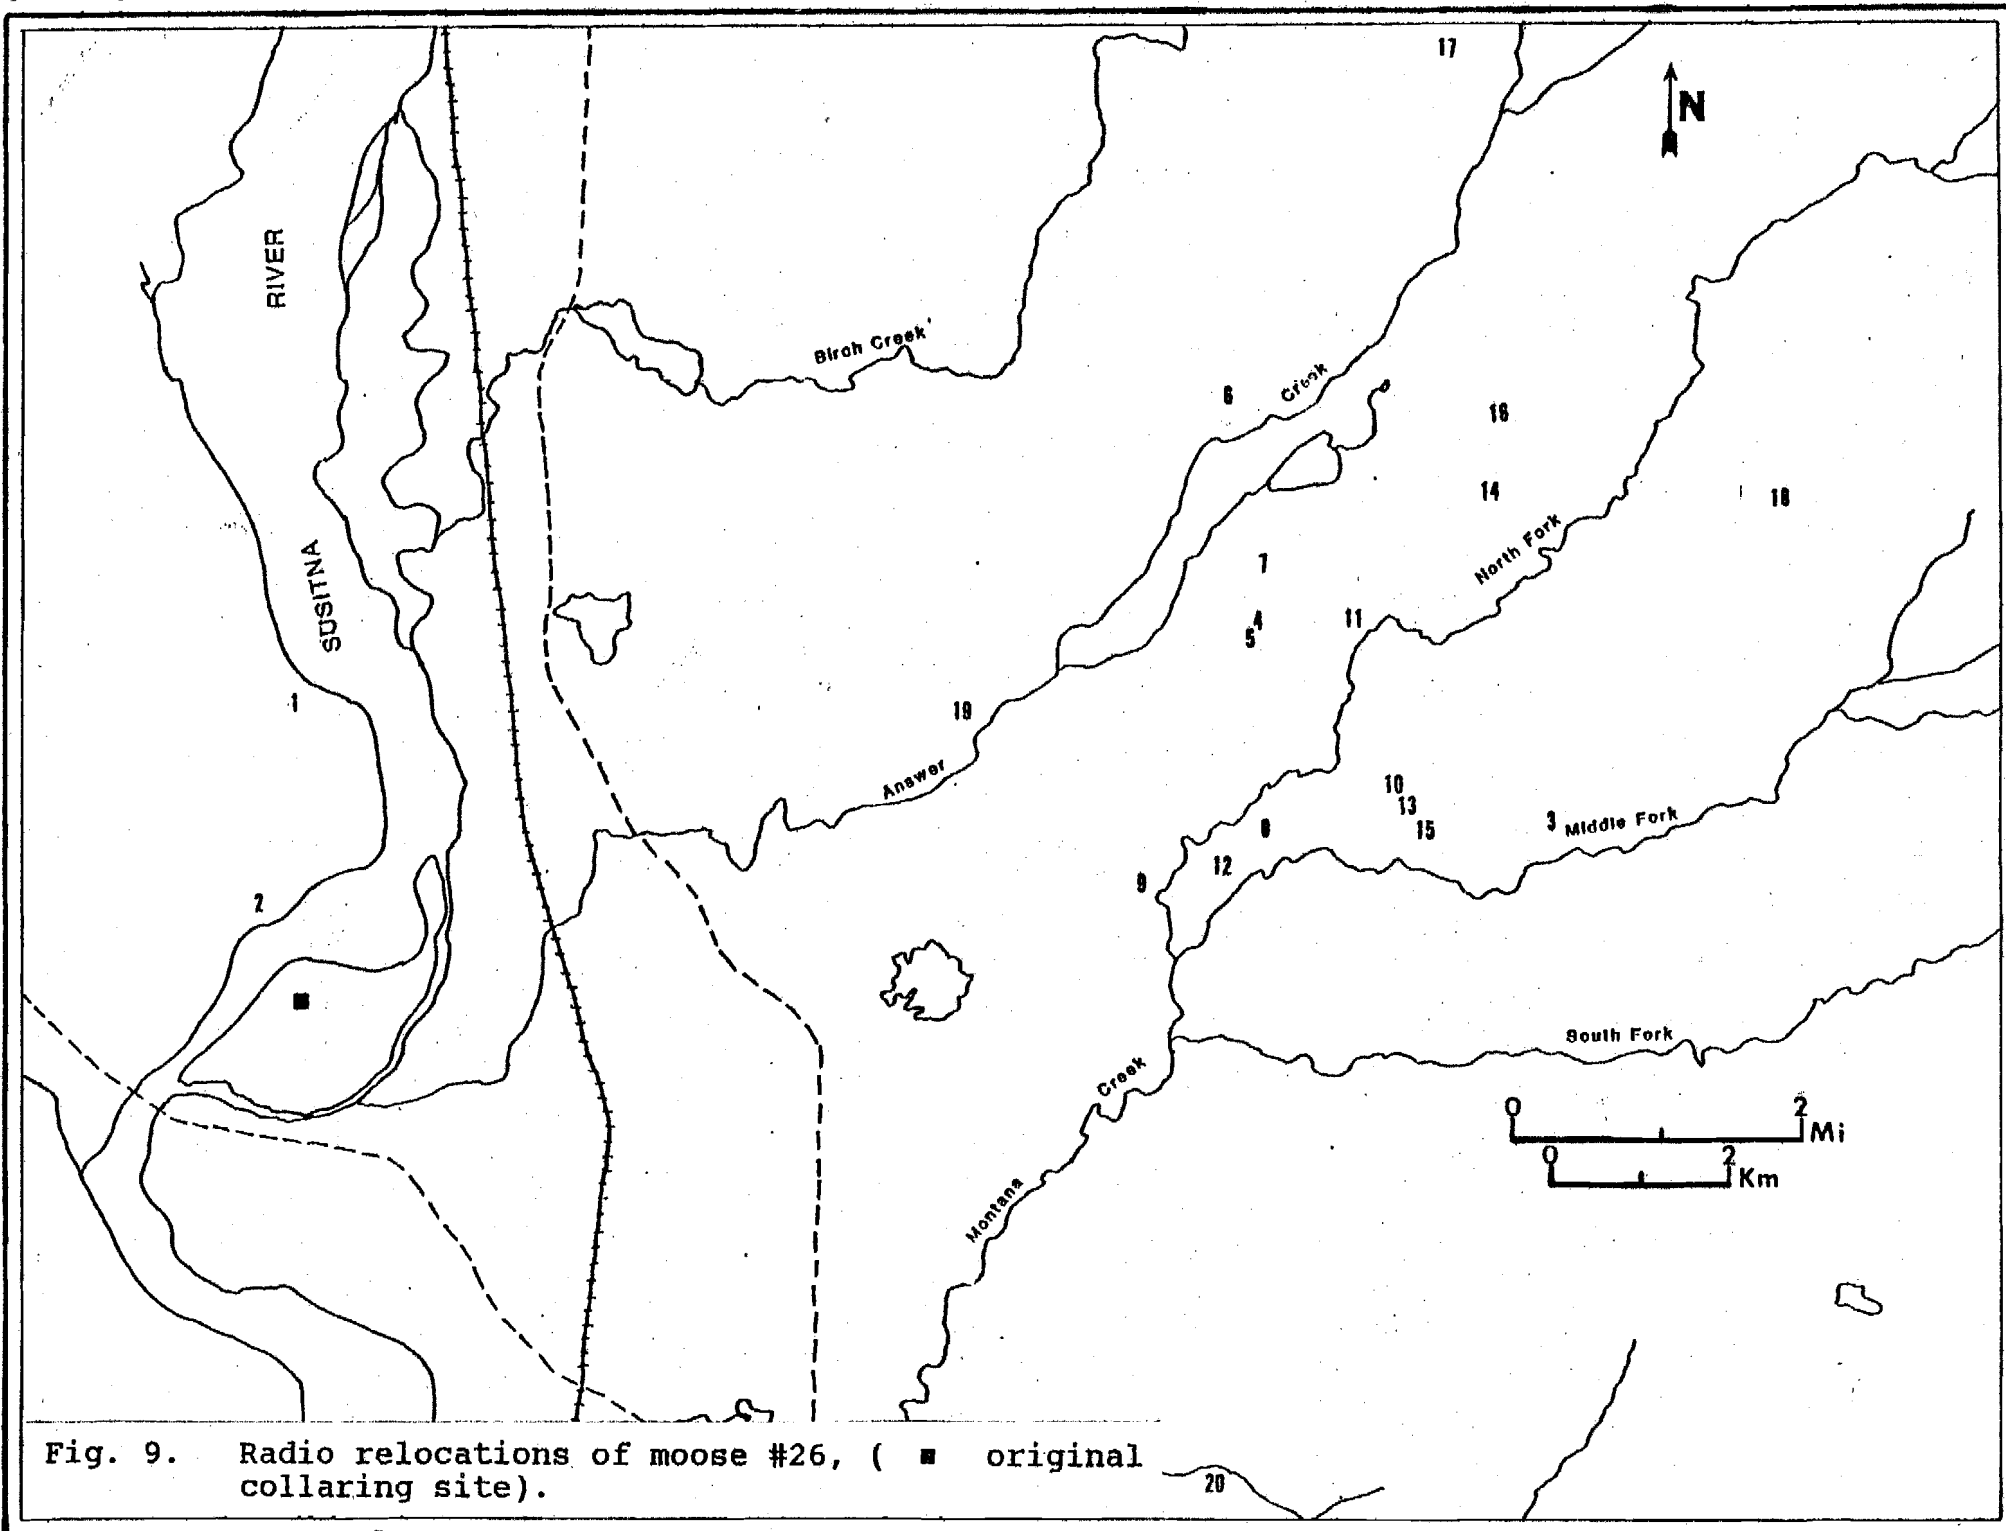 17
N
RIVER
Birch Creek
6
Creek
16
14
18
7
North Fork
4
5
11
SUSITNA
1
19
Answer
10
13
15
3
Middle Fork
8
12
9
2
South Fork
Creek
0 2 Mi
0 2 Km
Montana
Fig. 9. Radio relocations of moose #26, ( ■ original
collaring site).
20